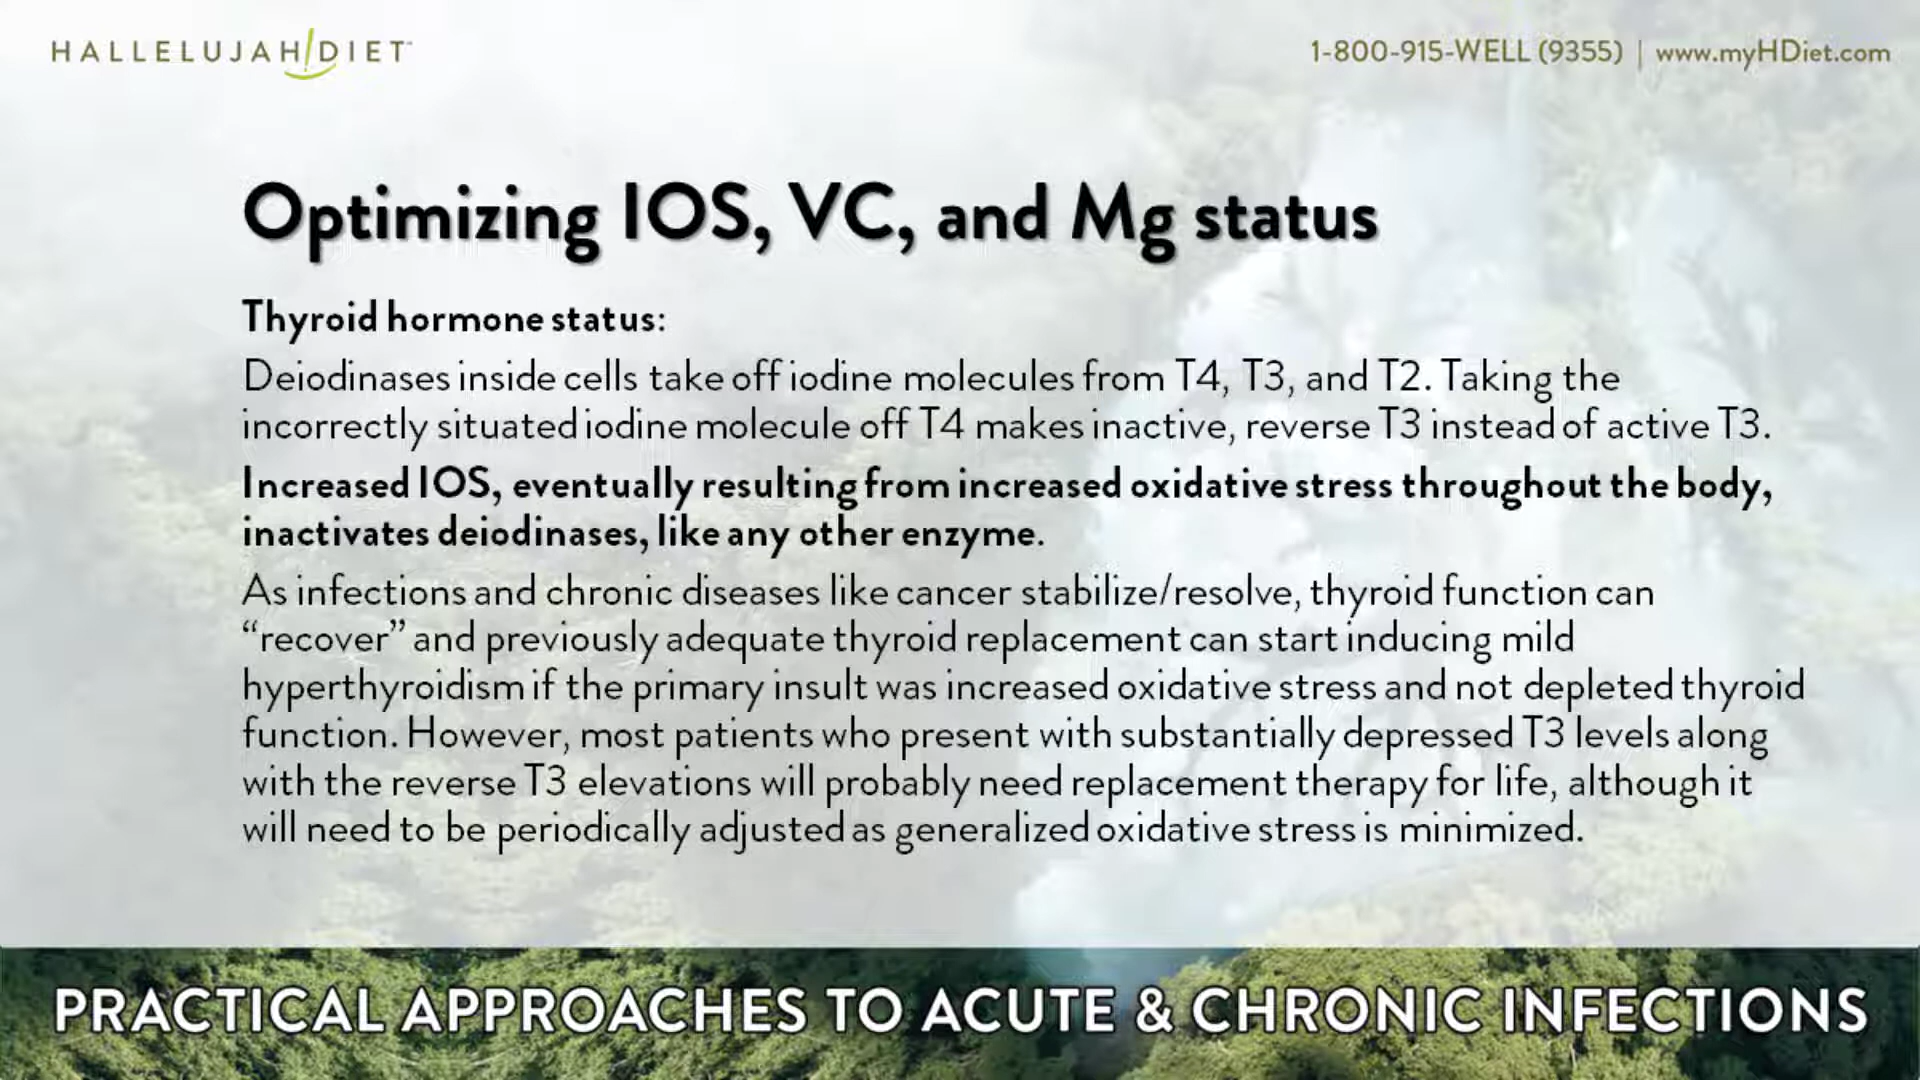 HALLELUJAH DIET™
1-800-915-WELL (9355) | www.myHDiet.com
Optimizing IOS, VC, and Mg status
Thyroid hormone status:
Deiodinases inside cells take off iodine molecules from T4, T3, and T2. Taking the
incorrectly situated iodine molecule off T4 makes inactive, reverse T3 instead of active T3.
Increased IOS, eventually resulting from increased oxidative stress throughout the body,
inactivates deiodinases, like any other enzyme.
As infections and chronic diseases like cancer stabilize/resolve, thyroid function can
“recover” and previously adequate thyroid replacement can start inducing mild
hyperthyroidism if the primary insult was increased oxidative stress and not depleted thyroid
function. However, most patients who present with substantially depressed T3 levels along
with the reverse T3 elevations will probably need replacement therapy for life, although it
will need to be periodically adjusted as generalized oxidative stress is minimized.
PRACTICAL APPROACHES TO ACUTE & CHRONIC INFECTIONS